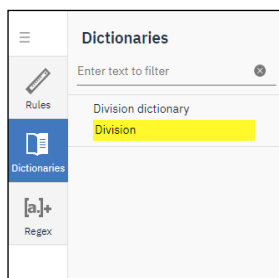 Dictionaries
Enter text to filter
Rules
Division dictionary
Division
Dictionaries
[a.]+
Regex